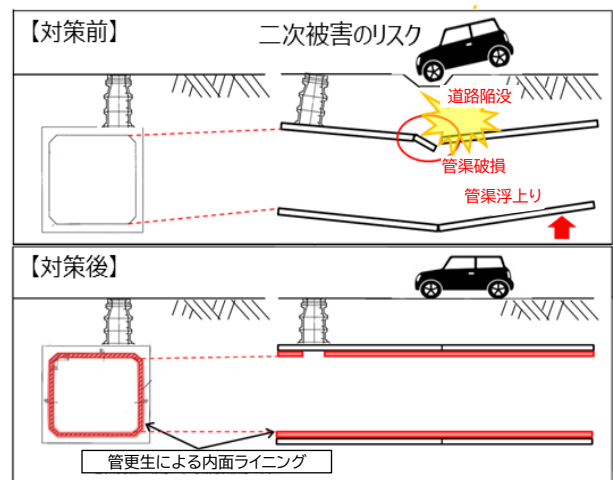 【対策前】
二次被害のリスク
道路陥没
管渠破損
管渠浮上り
【対策後】
管更生による内面ライニング